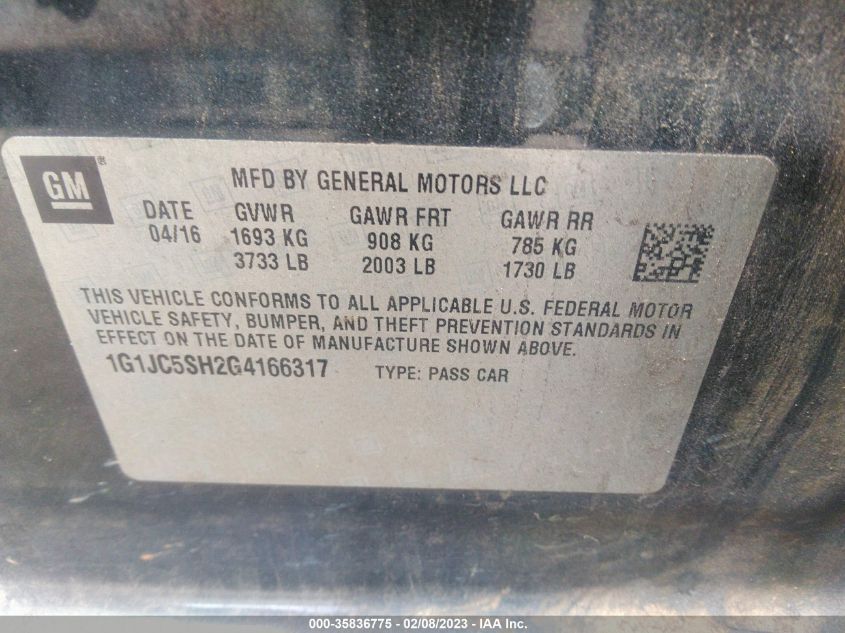 GM®
MFD BY GENERAL MOTORS LLC
DATE GVWR GAWR FRT GAWR RR
04/16 1693 KG 908 KG 785 KG
3733 LB 2003 LB 1730 LB
THIS VEHICLE CONFORMS TO ALL APPLICABLE U.S. FEDERAL MOTOR
VEHICLE SAFETY, BUMPER, AND THEFT PREVENTION STANDARDS IN
EFFECT ON THE DATE OF MANUFACTURE SHOWN ABOVE.
1G1JC5SH2G4166317 TYPE: PASS CAR
000-35836775 - 02/08/2023 - IAA Inc.